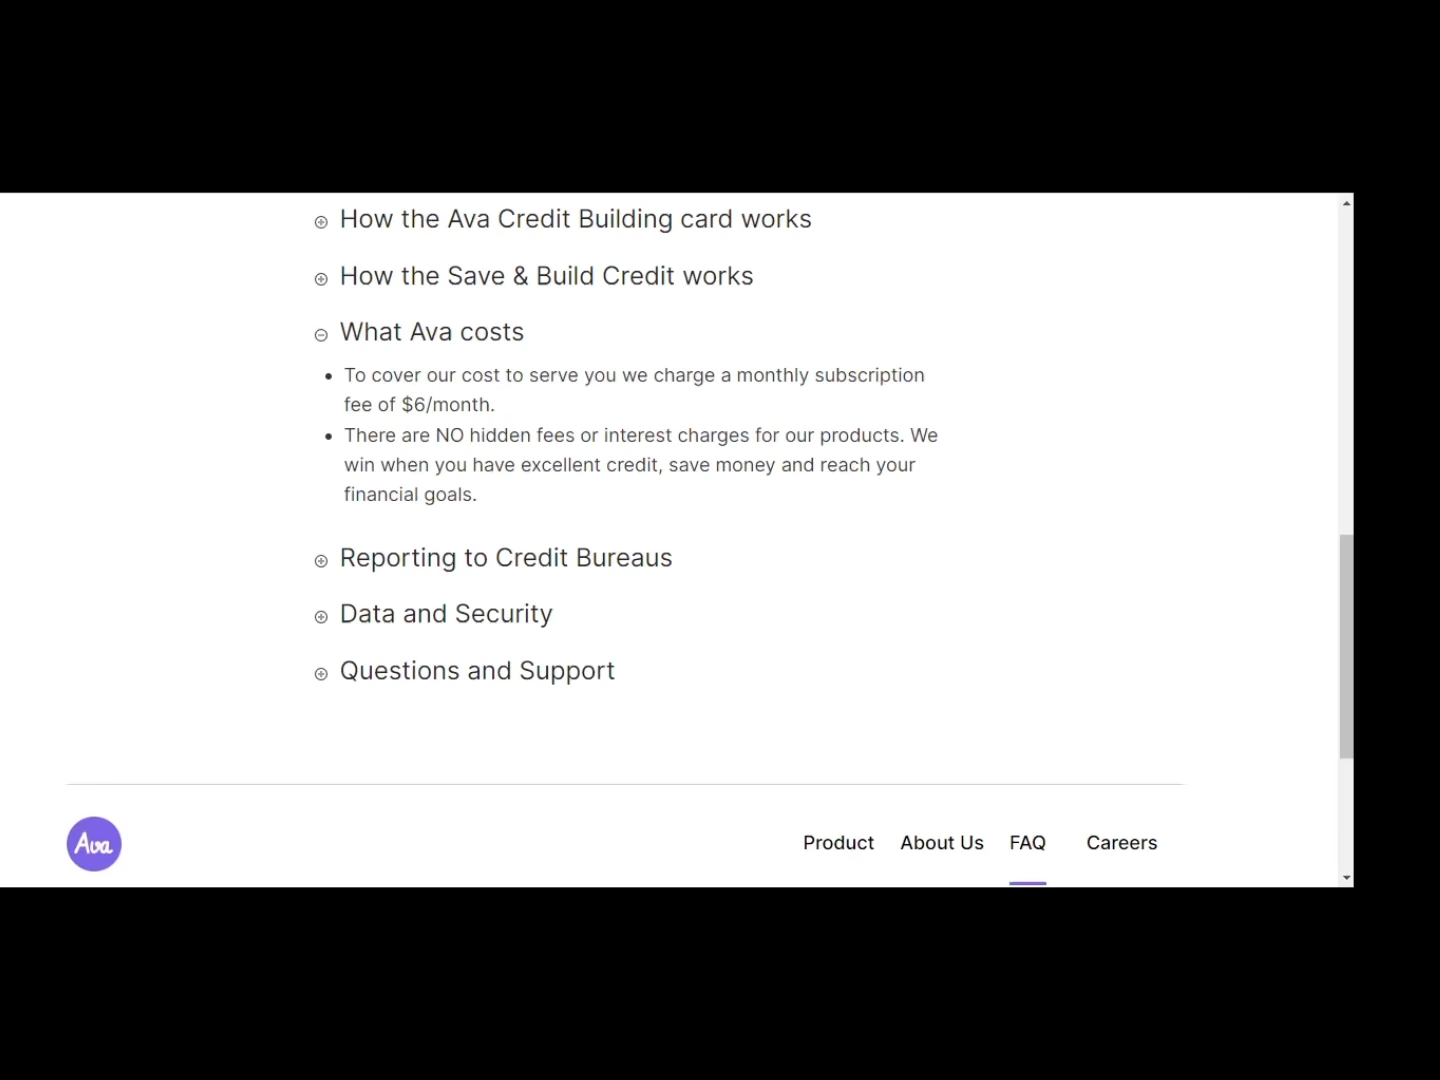 How the Ava Credit Building card works
How the Save & Build Credit works
What Ava costs
To cover our cost to serve you we charge a monthly subscription
fee of $6/month.
There are NO hidden fees or interest charges for our products. We
win when you have excellent credit, save money and reach your
financial goals.
Reporting to Credit Bureaus
Data and Security
Questions and Support
Ava
Product About Us FAQ Careers